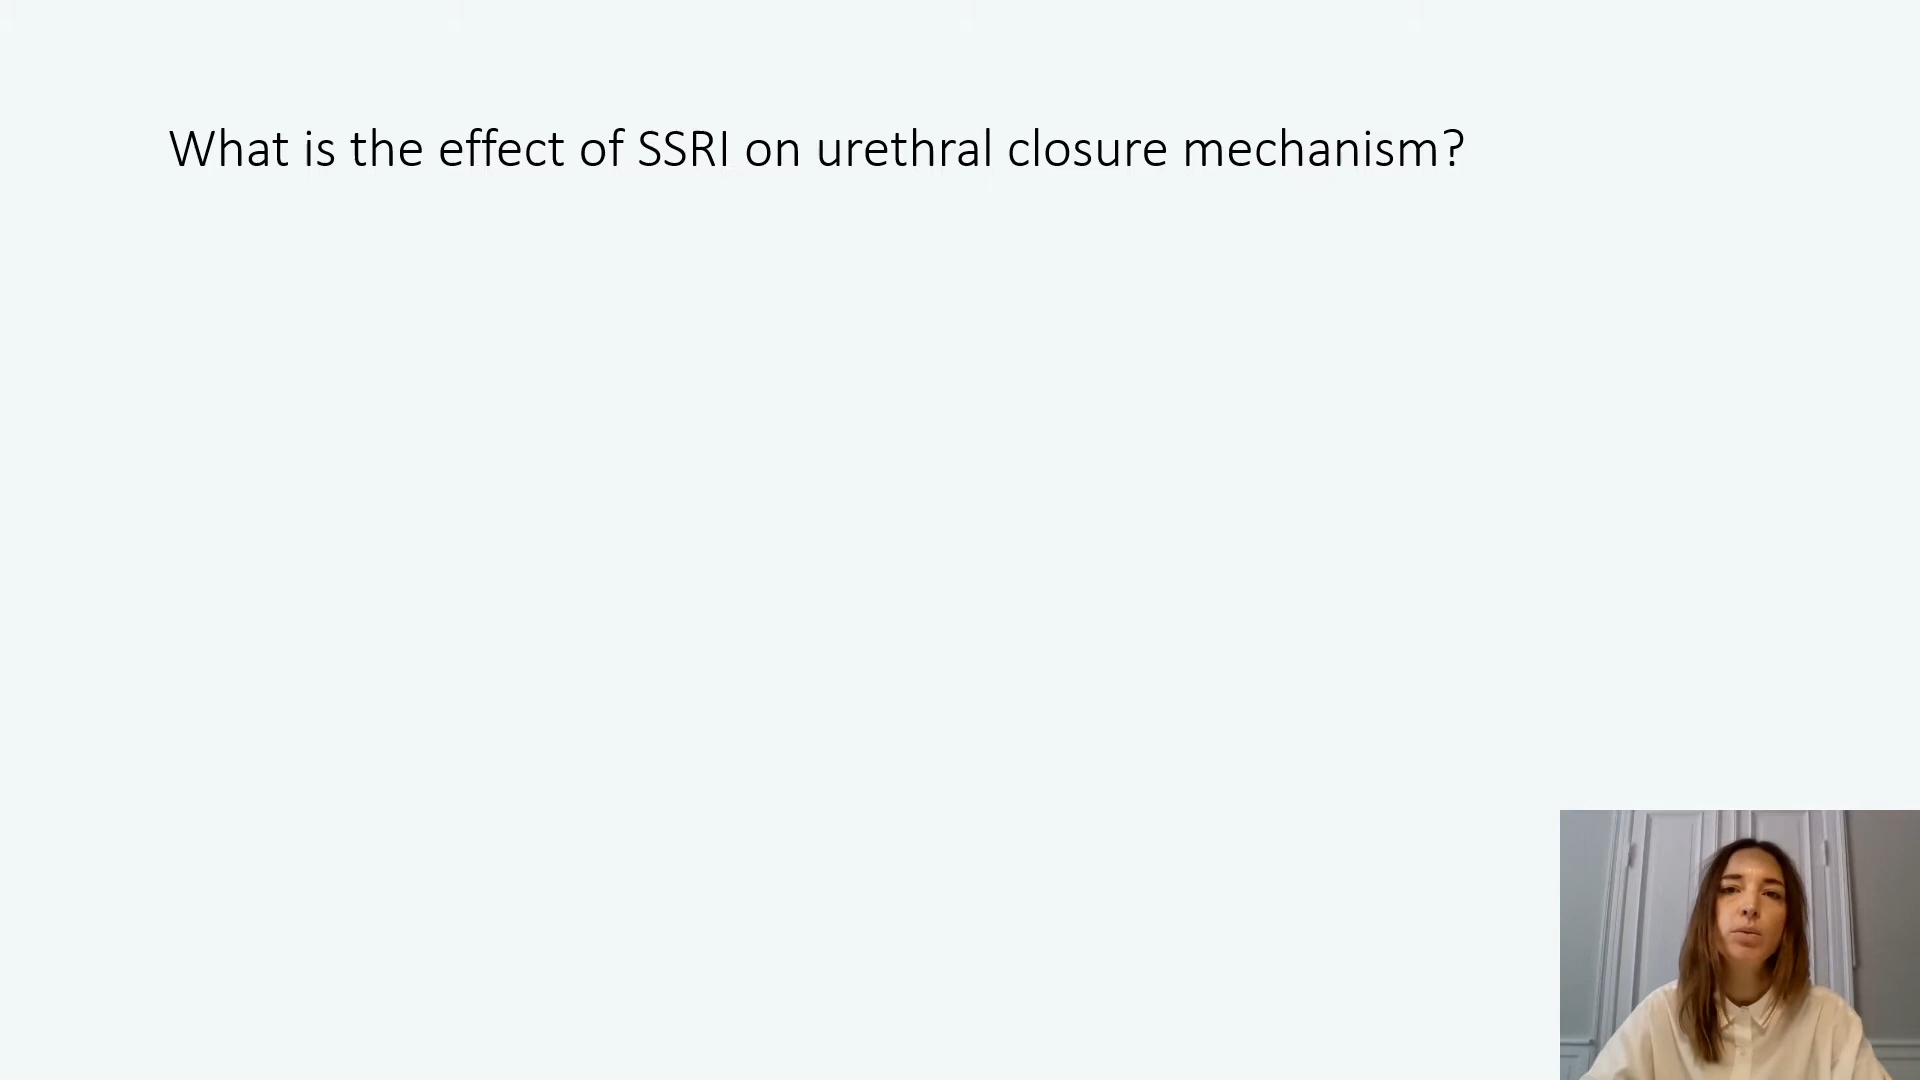 What is the effect of SSRI on urethral closure mechanism?